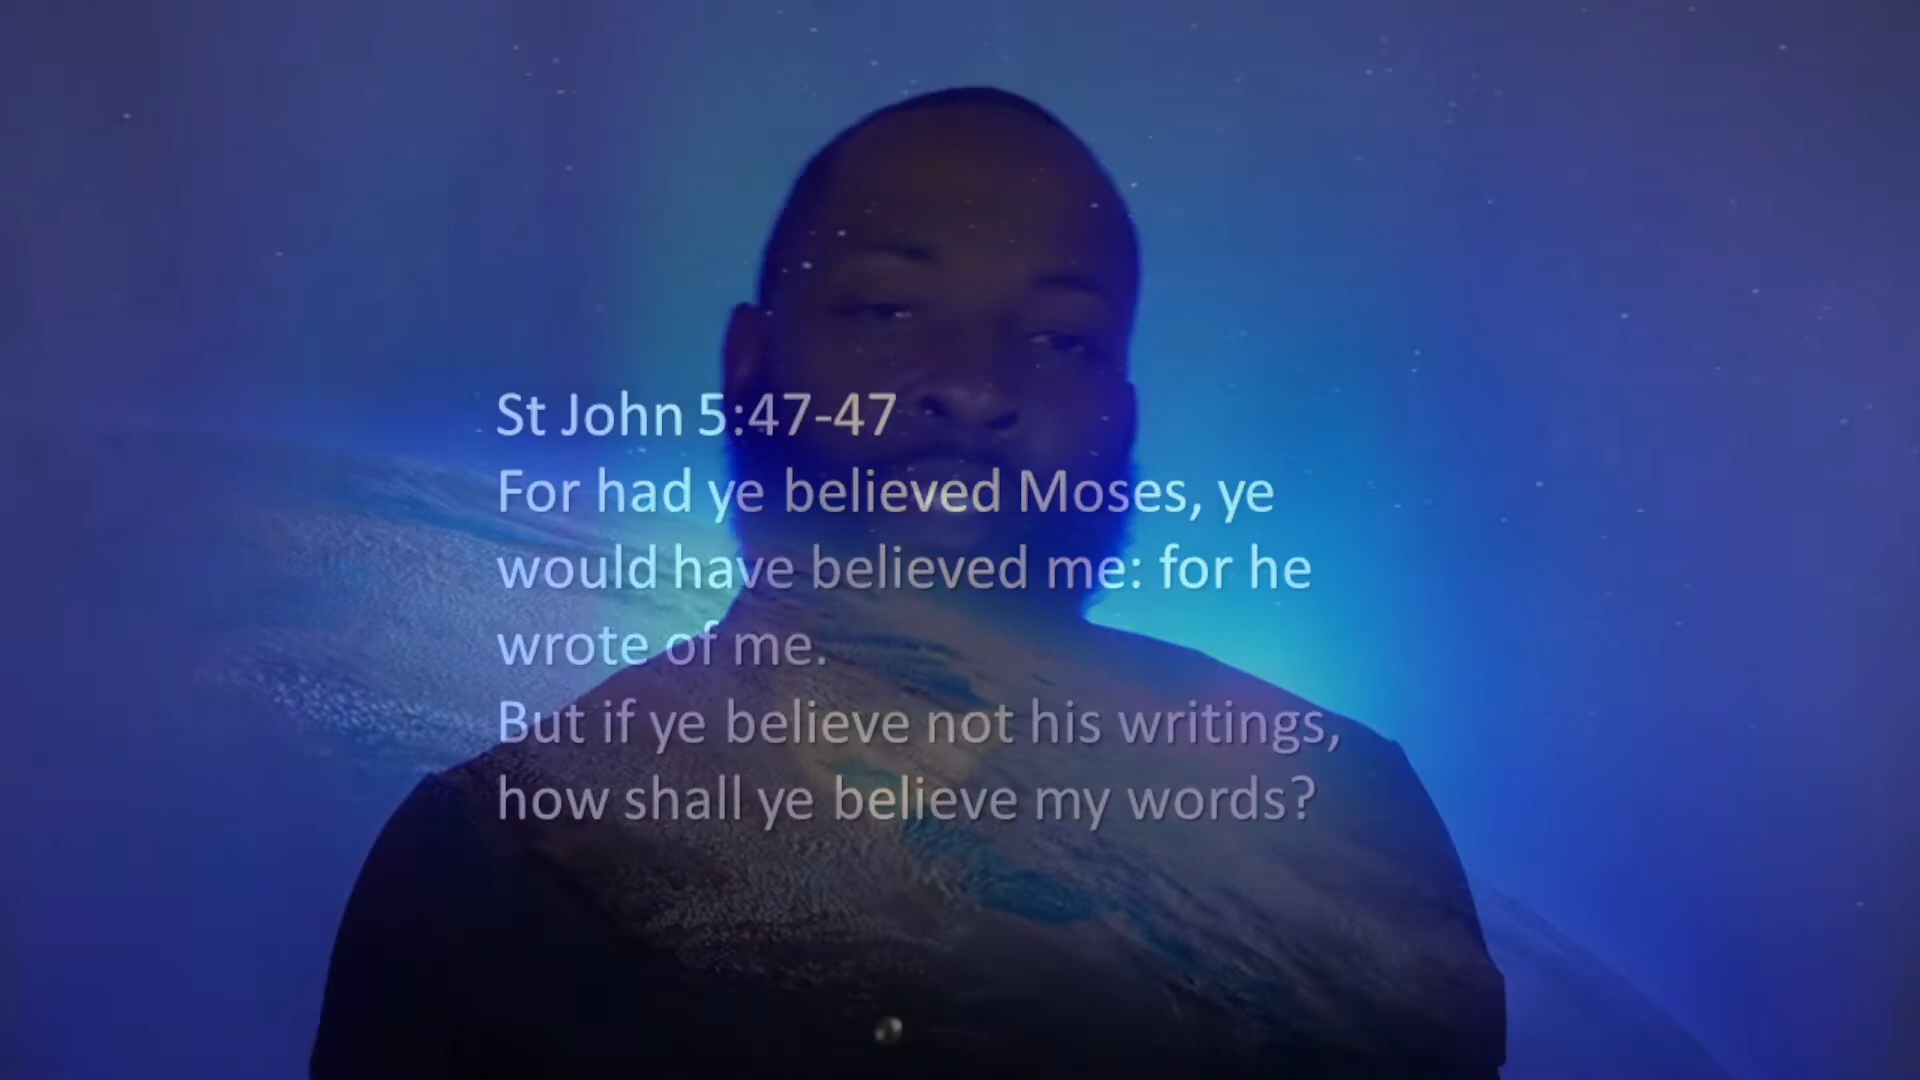 St John 5:47-47
For had ye believed Moses, ye
would have believed me: for he
wrote of me.
But if ye believe not his writings,
how shall ye believe my words?